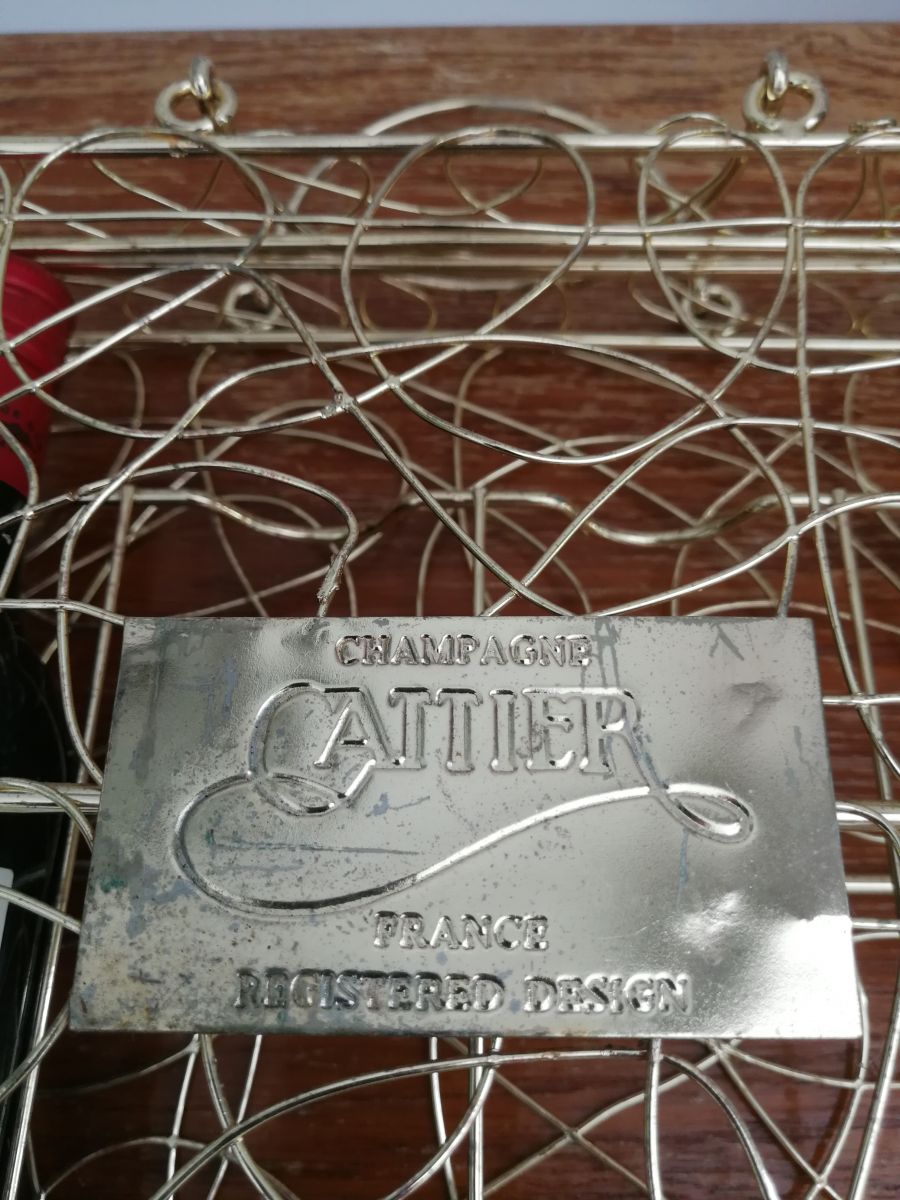 CHAMPAGNE
CATTIER
FRANCE
REGISTERED DESIGN